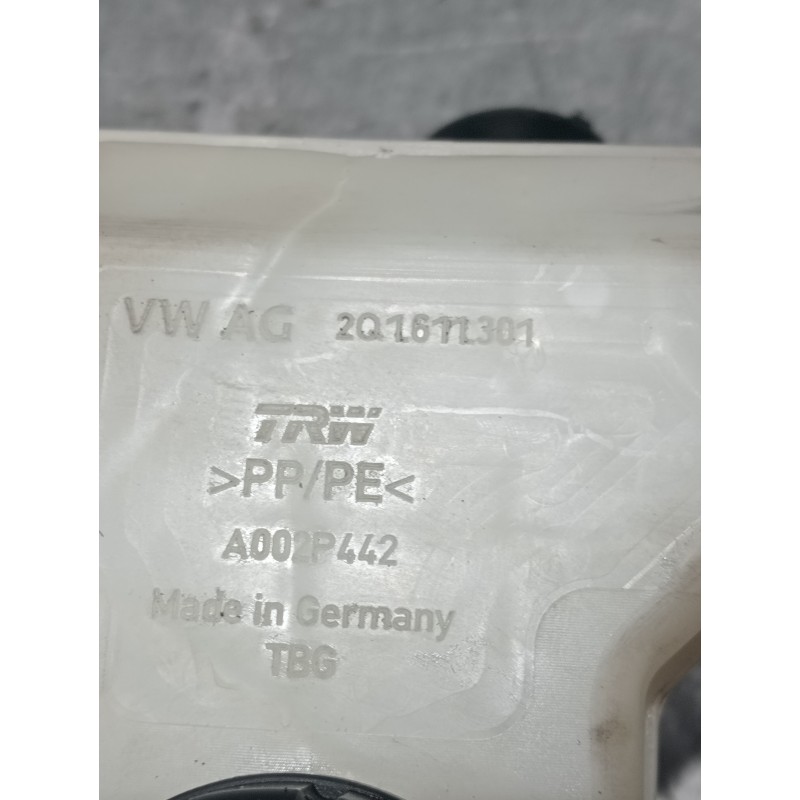 VW AG 2Q1611301
TRW
>PP/PE<
A002P442
Made in Germany
TBG